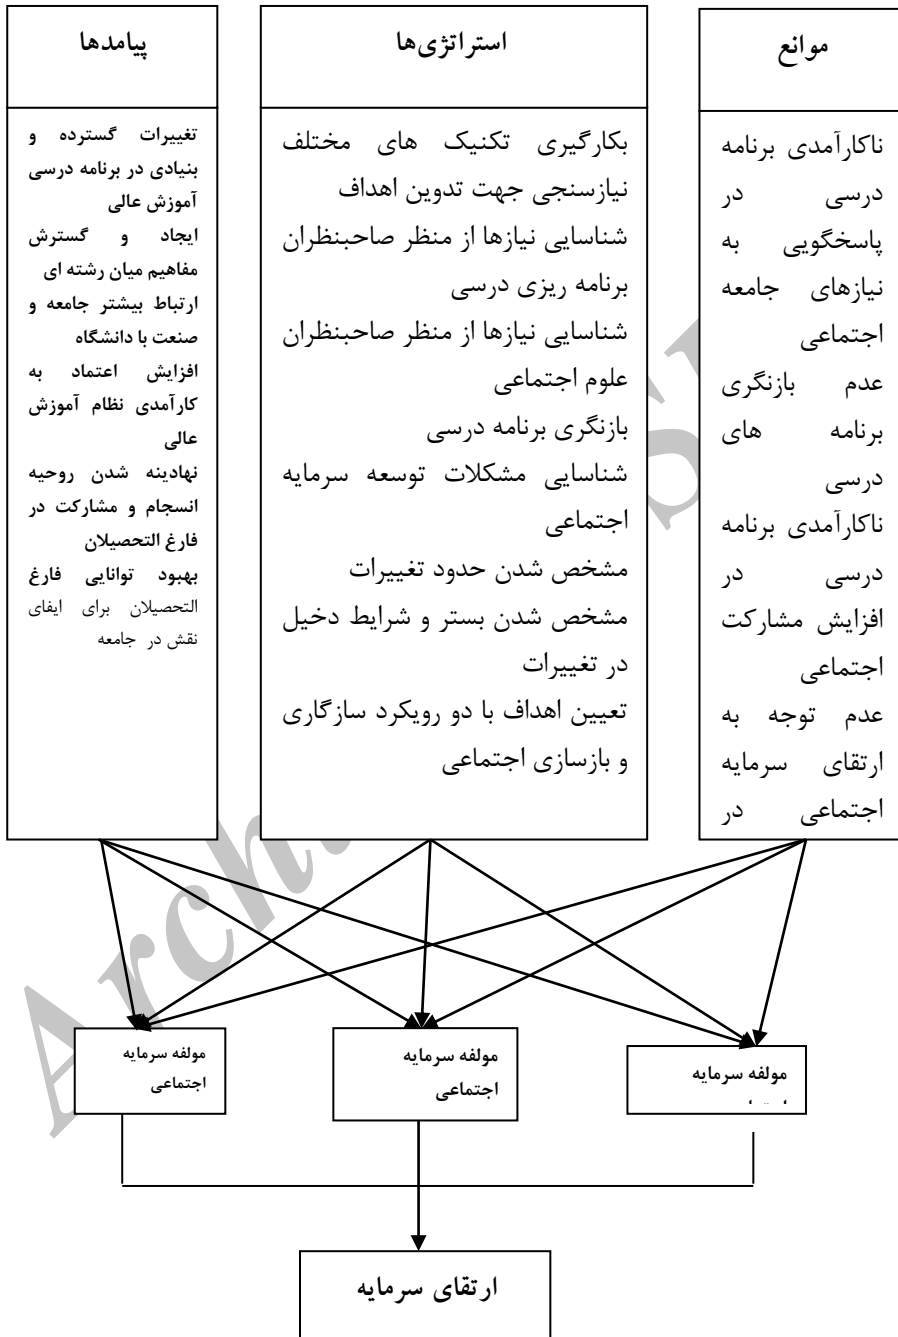 موانع
ناکارآمدی برنامه
درسی در
پاسخگویی به
نیازهای جامعه
اجتماعی
عدم بازنگری
برنامه های
درسی
ناکارآمدی برنامه
درسی در
افزایش مشارکت
اجتماعی
عدم توجه به
ارتقای سرمایه
اجتماعی در
استراتژی‌ها
بکارگیری تکنیک های مختلف
نیازسنجی جهت تدوین اهداف
شناسایی نیازها از منظر صاحبنظران
برنامه ریزی درسی
شناسایی نیازها از منظر صاحبنظران
علوم اجتماعی
بازنگری برنامه درسی
شناسایی مشکلات توسعه سرمایه
اجتماعی
مشخص شدن حدود تغییرات
مشخص شدن بستر و شرایط دخیل
در تغییرات
تعیین اهداف با دو رویکرد سازگاری
و بازسازی اجتماعی
پیامدها
تغییرات گسترده و
بنیادی در برنامه درسی
آموزش عالی
ایجاد و گسترش
مفاهیم میان رشته ای
ارتباط بیشتر جامعه و
صنعت با دانشگاه
افزایش اعتماد به
کارآمدی نظام آموزش
عالی
نهادینه شدن روحیه
انسجام و مشارکت در
فارغ التحصیلان
بهبود توانایی فارغ
التحصیلان برای ایفای
نقش در جامعه
مولفه سرمایه
مولفه سرمایه
اجتماعی
مولفه سرمایه
اجتماعی
ارتقای سرمایه